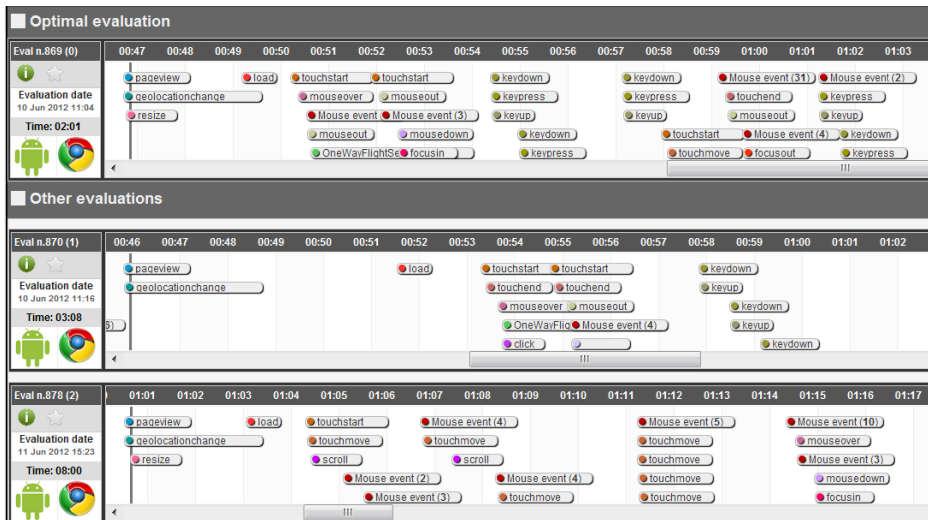 Optimal evaluation
Eval n.869 (0) 00:47 00:48 00:49 00:50 00:51 00:52 00:53 00:54 00:55 00:56 00:57 00:58 00:59 01:00 01:01 01:02 01:03
pageview load touchstart touchstart keydown keydown Mouse event (31) Mouse event (2)
Evaluation date geolocationchange mouseover mouseout keypress keypress touchend keypress
10 Jun 2012 11:04 resize Mouse event Mouse event (3) keyup keyup mouseout keyup
Time: 02:01 mouseout mousedown keydown touchstart Mouse event (4) keydown
OneWayFlightSe focusin keypress touchmove focusout keypress
Other evaluations
Eval n.870 (1) 00:46 00:47 00:48 00:49 00:50 00:51 00:52 00:53 00:54 00:55 00:56 00:57 00:58 00:59 01:00 01:01 01:02
pageview load touchstart touchstart keydown
Evaluation date geolocationchange touchend touchend keyup
10 Jun 2012 11:16 mouseover mouseout keydown
Time: 03:08 6) OneWayFlig Mouse event (4) keyup
click keydown
Eval n.878 (2) ) 01:01 01:02 01:03 01:04 01:05 01:06 01:07 01:08 01:09 01:10 01:11 01:12 01:13 01:14 01:15 01:16 01:17
pageview load touchstart Mouse event (4) Mouse event (5) Mouse event (10)
Evaluation date geolocationchange touchmove touchmove touchmove mouseover
11 Jun 2012 15:23 resize scroll scroll touchmove Mouse event (3)
Time: 08:00 Mouse event (2) Mouse event (4) touchmove mousedown
Mouse event (3) touchmove touchmove focusin